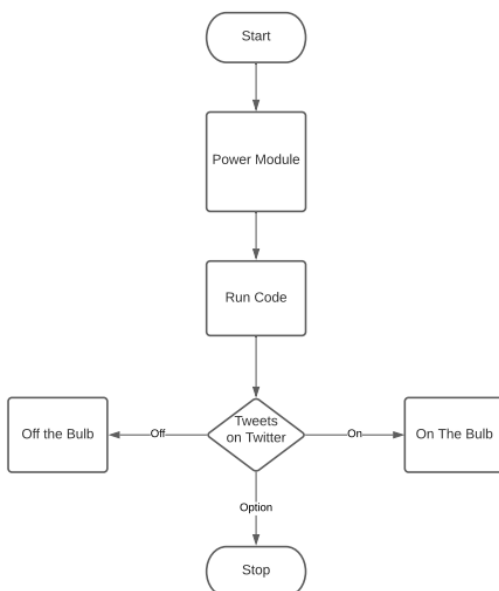 Start
Power Module
Run Code
Tweets
on Twitter
Off the Bulb
Off
On
On The Bulb
Option
Stop